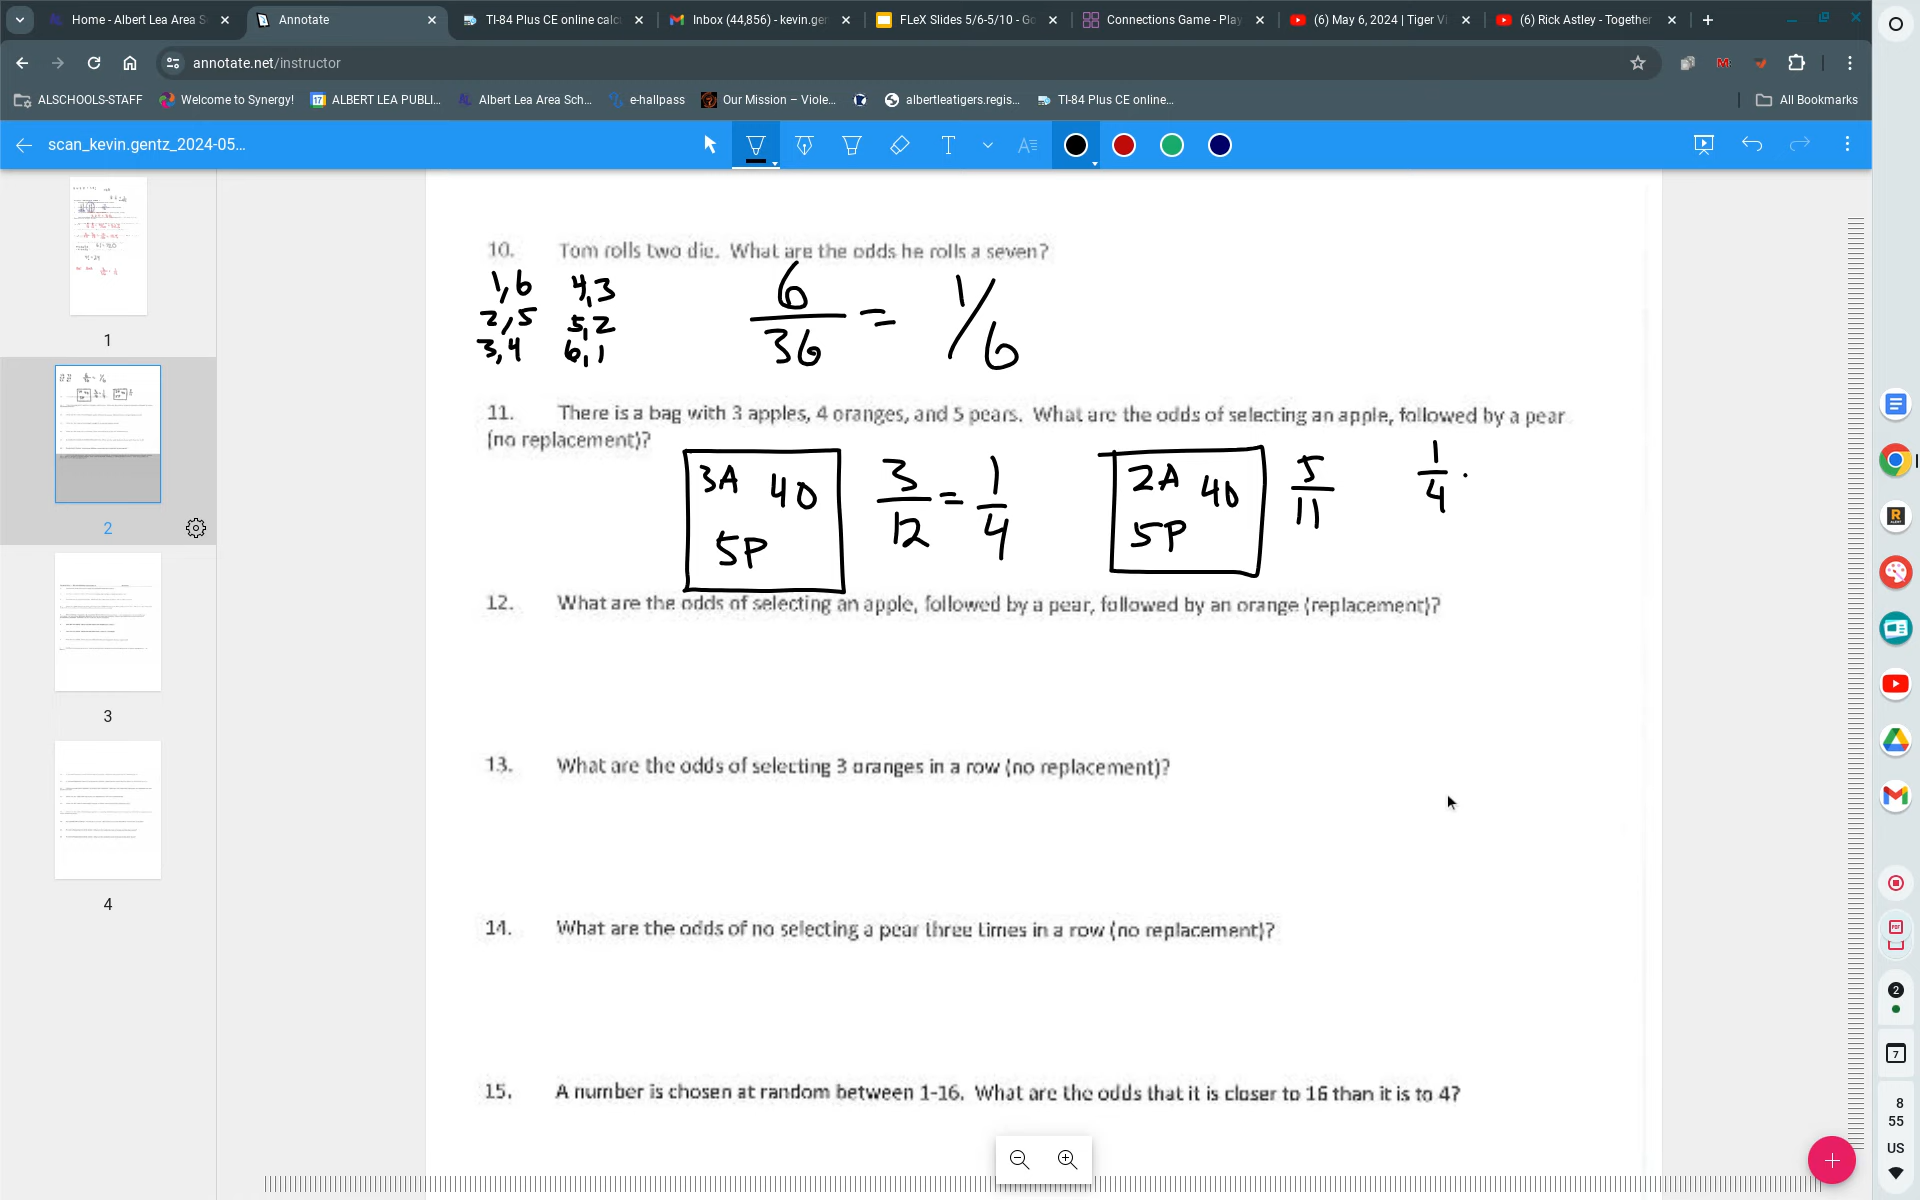 Home - Albert Lea Area S
Annotate
TI-84 Plus CE online calc
Inbox (44,856) - kevin.ger
FLeX Slides 5/6-5/10 - Go
Connections Game - Play
(6) May 6, 2024 | Tiger Vi
(6) Rick Astley - Together
annotate.net/instructor
ALSCHOOLS-STAFF
Welcome to Synergy!
ALBERT LEA PUBLI...
Albert Lea Area Sch...
e-hallpass
Our Mission – Viole...
albertleatigers.regis...
TI-84 Plus CE online...
All Bookmarks
scan_kevin.gentz_2024-05...
1
2
3
4
10. Tom rolls two die. What are the odds he rolls a seven?
1,6 4,3
2,5 5,2
3,4 6,1
6/36 = 1/6
11. There is a bag with 3 apples, 4 oranges, and 5 pears. What are the odds of selecting an apple, followed by a pear
(no replacement)?
3A 4O
5P
3/12 = 1/4
2A 4O
5P
5/11
1/4 ·
12. What are the odds of selecting an apple, followed by a pear, followed by an orange (replacement)?
13. What are the odds of selecting 3 oranges in a row (no replacement)?
14. What are the odds of no selecting a pear three times in a row (no replacement)?
15. A number is chosen at random between 1-16. What are the odds that it is closer to 16 than it is to 4?
2
7
8
55
US